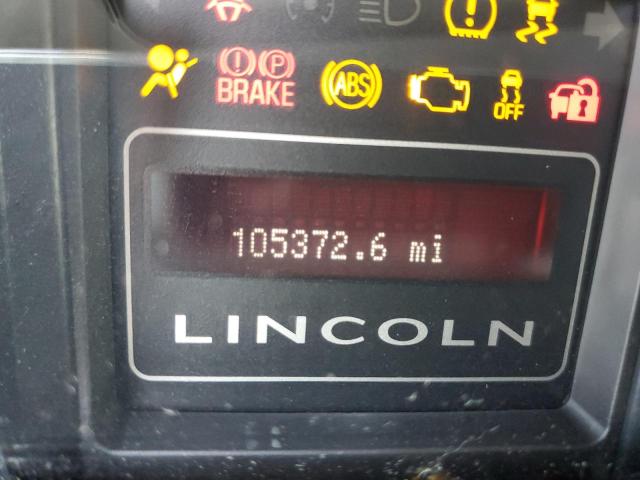 BRAKE
ABS
OFF
105372.6 mi
LINCOLN